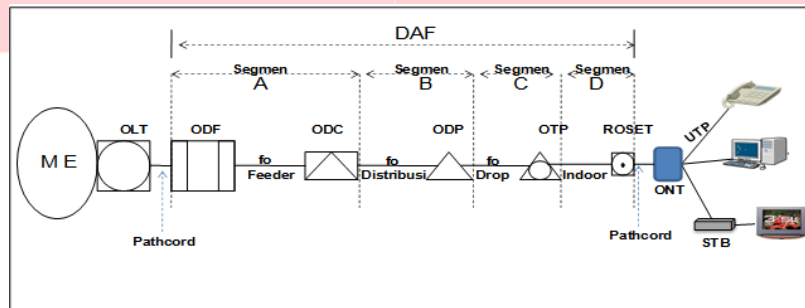 DAF
Segmen
A
Segmen
B
Segmen
C
Segmen
D
OLT
ODF
ODC
ODP
OTP
ROSET
UTP
M E
fo
Feeder
fo
Distribusi
fo
Drop
Indoor
ONT
Pathcord
Pathcord
STB